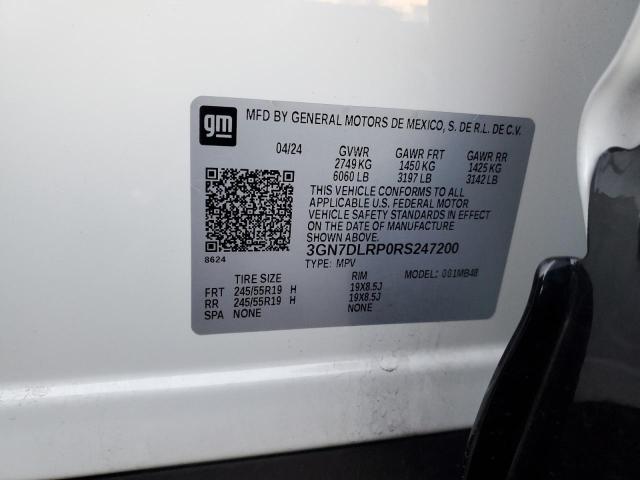 gm
MFD BY GENERAL MOTORS DE MEXICO, S. DE R.L. DE C.V.
04/24 GVWR GAWR FRT GAWR RR
2749 KG 1450 KG 1425 KG
6060 LB 3197 LB 3142 LB
THIS VEHICLE CONFORMS TO ALL
APPLICABLE U.S. FEDERAL MOTOR
VEHICLE SAFETY STANDARDS IN EFFECT
ON THE DATE OF MANUFACTURE
SHOWN ABOVE.
8624
3GN7DLRP0RS247200
TYPE: MPV MODEL: 001MB48
TIRE SIZE RIM
FRT 245/55R19 H 19X8.5J
RR 245/55R19 H 19X8.5J
SPA NONE NONE